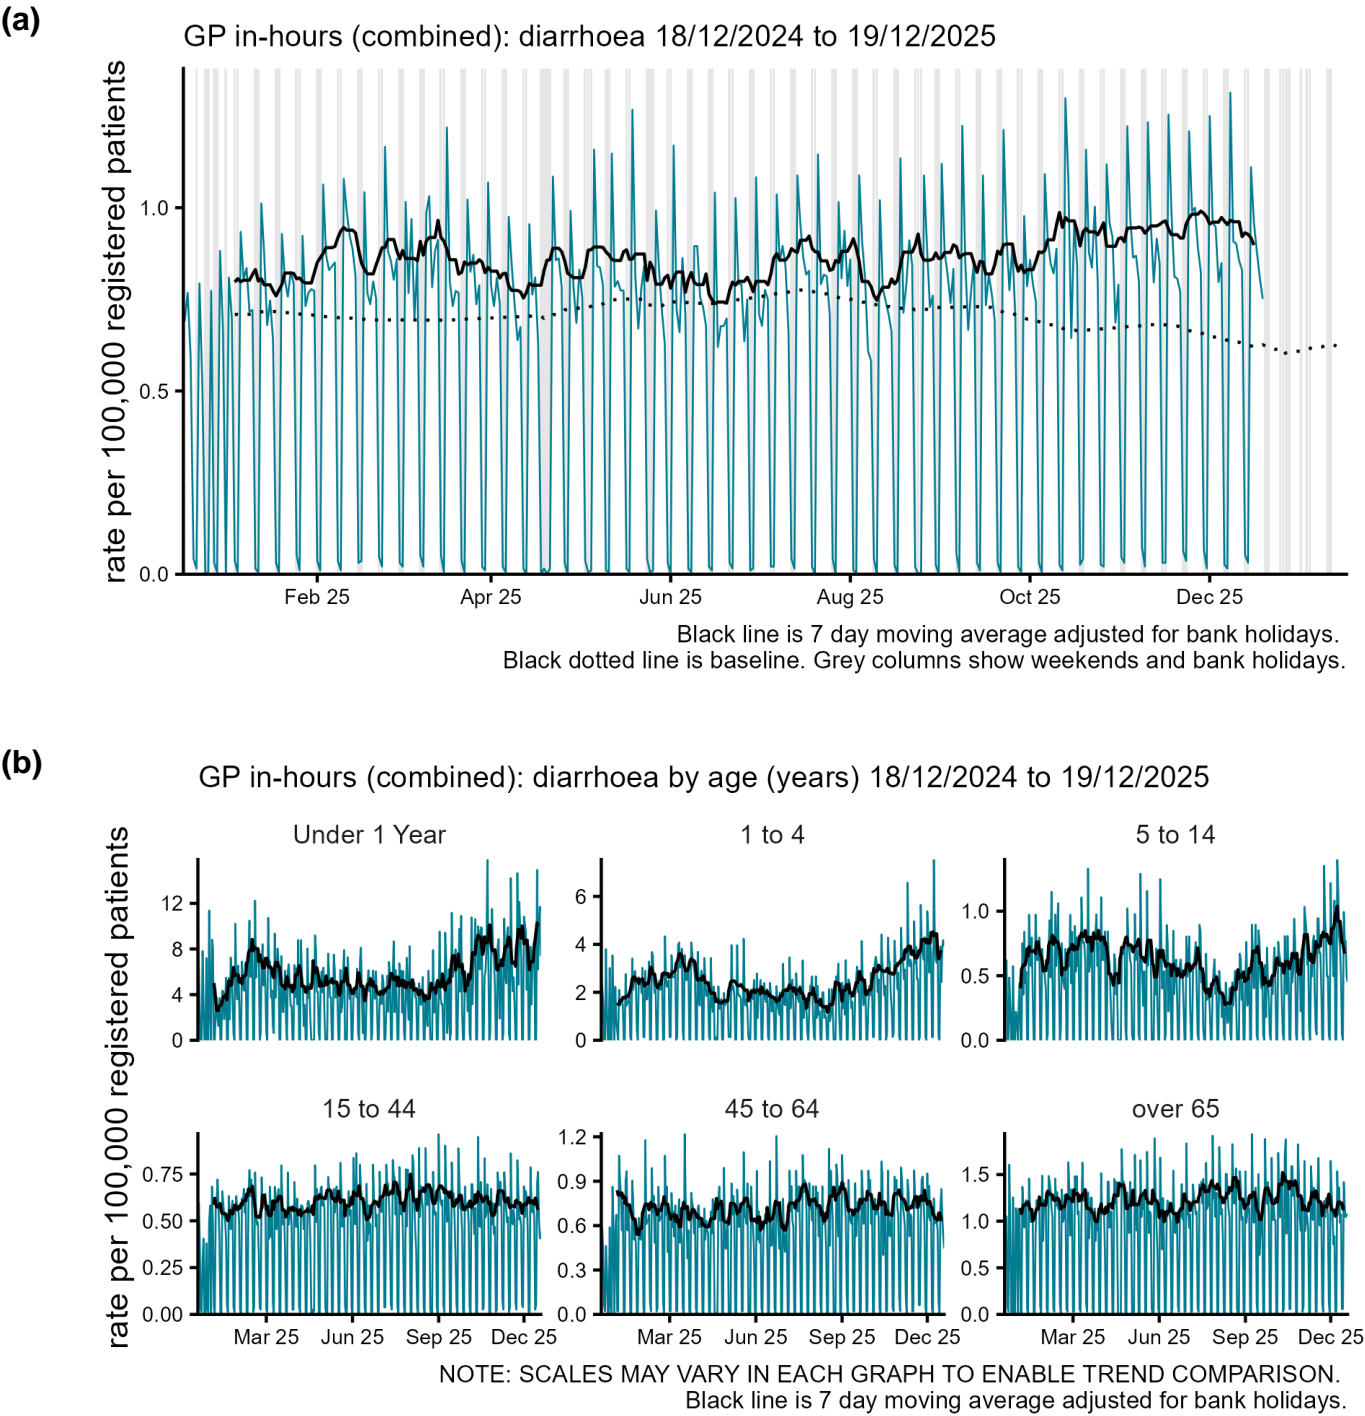 (a)
GP in-hours (combined): diarrhoea 18/12/2024 to 19/12/2025
rate per 100,000 registered patients
1.0
0.5
0.0
Feb 25 Apr 25 Jun 25 Aug 25 Oct 25 Dec 25
Black line is 7 day moving average adjusted for bank holidays.
Black dotted line is baseline. Grey columns show weekends and bank holidays.
(b)
GP in-hours (combined): diarrhoea by age (years) 18/12/2024 to 19/12/2025
rate per 100,000 registered patients
Under 1 Year
12
8
4
0
1 to 4
6
4
2
0
5 to 14
1.0
0.5
0.0
15 to 44
0.75
0.50
0.25
0.00
Mar 25 Jun 25 Sep 25 Dec 25
45 to 64
1.2
0.9
0.6
0.3
0.0
Mar 25 Jun 25 Sep 25 Dec 25
over 65
1.5
1.0
0.5
0.0
Mar 25 Jun 25 Sep 25 Dec 25
NOTE: SCALES MAY VARY IN EACH GRAPH TO ENABLE TREND COMPARISON.
Black line is 7 day moving average adjusted for bank holidays.